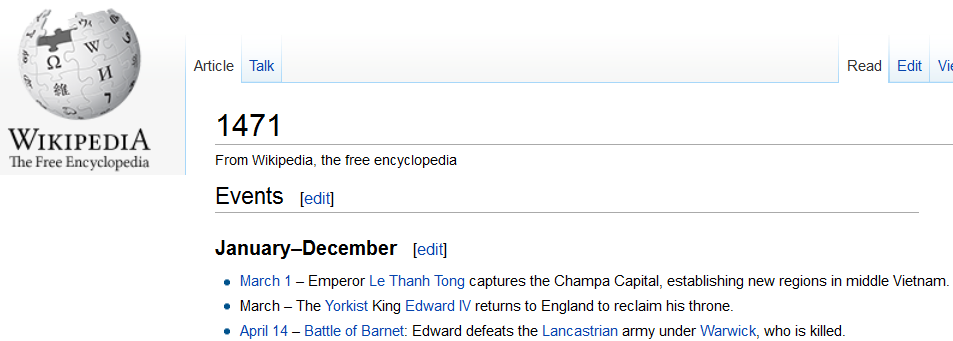 WIKIPEDIA
The Free Encyclopedia
Article Talk Read Edit Vie
1471
From Wikipedia, the free encyclopedia
Events [edit]
January–December [edit]
March 1 – Emperor Le Thanh Tong captures the Champa Capital, establishing new regions in middle Vietnam.
March – The Yorkist King Edward IV returns to England to reclaim his throne.
April 14 – Battle of Barnet: Edward defeats the Lancastrian army under Warwick, who is killed.